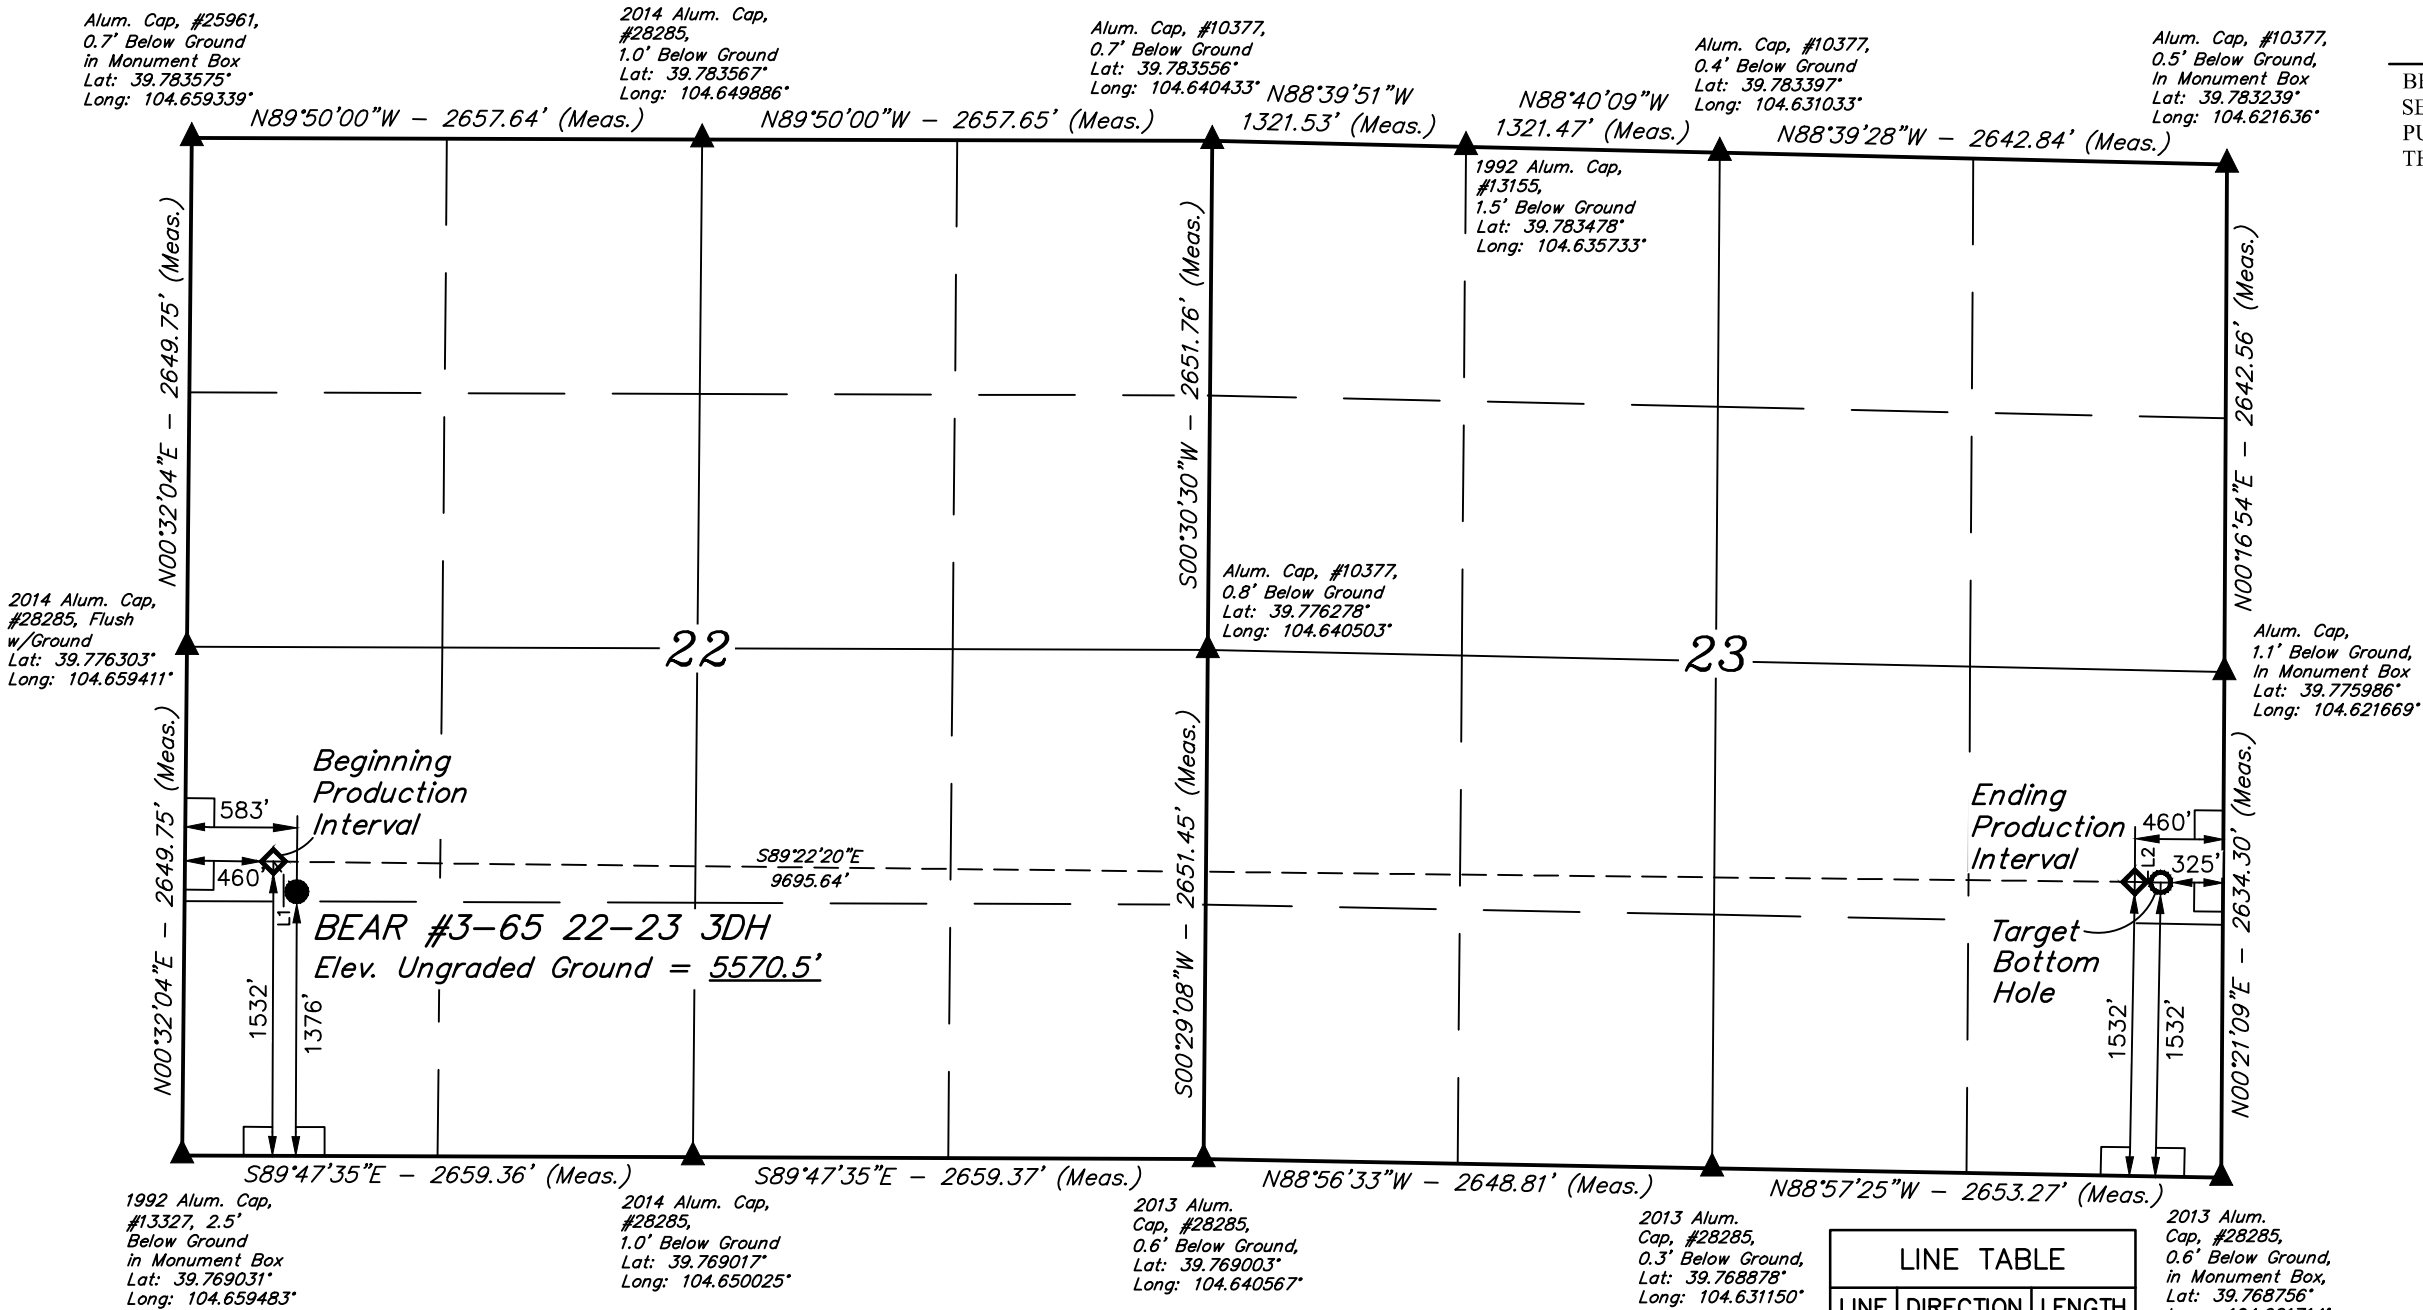 Alum. Cap, #25961,
0.7' Below Ground
in Monument Box
Lat: 39.783575°
Long: 104.659339°
2014 Alum. Cap,
#28285,
1.0' Below Ground
Lat: 39.783567°
Long: 104.649886°
Alum. Cap, #10377,
0.7' Below Ground
Lat: 39.783556°
Long: 104.640433°
Alum. Cap, #10377,
0.4' Below Ground
Lat: 39.783397°
Long: 104.631033°
Alum. Cap, #10377,
0.5' Below Ground,
In Monument Box
Lat: 39.783239°
Long: 104.621636°
N89°50'00"W - 2657.64' (Meas.)
N89°50'00"W - 2657.65' (Meas.)
N88°39'51"W
1321.53' (Meas.)
N88°40'09"W
1321.47' (Meas.)
N88°39'28"W - 2642.84' (Meas.)
1992 Alum. Cap,
#13155,
1.5' Below Ground
Lat: 39.783478°
Long: 104.635733°
N00°32'04"E - 2649.75' (Meas.)
S00°30'30"W - 2651.76' (Meas.)
N00°16'54"E - 2642.56' (Meas.)
2014 Alum. Cap,
#28285, Flush
w/Ground
Lat: 39.776303°
Long: 104.659411°
Alum. Cap, #10377,
0.8' Below Ground
Lat: 39.776278°
Long: 104.640503°
22
23
Alum. Cap,
1.1' Below Ground,
In Monument Box
Lat: 39.775986°
Long: 104.621669°
N00°32'04"E - 2649.75' (Meas.)
S00°29'08"W - 2651.45' (Meas.)
N00°21'09"E - 2634.30' (Meas.)
Beginning
Production
Interval
583'
460'
L1
S89°22'20"E
9695.64'
BEAR #3-65 22-23 3DH
Elev. Ungraded Ground = 5570.5'
1532'
1376'
Ending
Production
Interval
460'
L2
325'
Target
Bottom
Hole
1532'
1532'
S89°47'35"E - 2659.36' (Meas.)
S89°47'35"E - 2659.37' (Meas.)
N88°56'33"W - 2648.81' (Meas.)
N88°57'25"W - 2653.27' (Meas.)
1992 Alum. Cap,
#13327, 2.5'
Below Ground
in Monument Box
Lat: 39.769031°
Long: 104.659483°
2014 Alum. Cap,
#28285,
1.0' Below Ground
Lat: 39.769017°
Long: 104.650025°
2013 Alum.
Cap, #28285,
0.6' Below Ground,
Lat: 39.769003°
Long: 104.640567°
2013 Alum.
Cap, #28285,
0.3' Below Ground,
Lat: 39.768878°
Long: 104.631150°
LINE TABLE
LINE DIRECTION LENGTH
2013 Alum.
Cap, #28285,
0.6' Below Ground,
in Monument Box,
Lat: 39.768756°